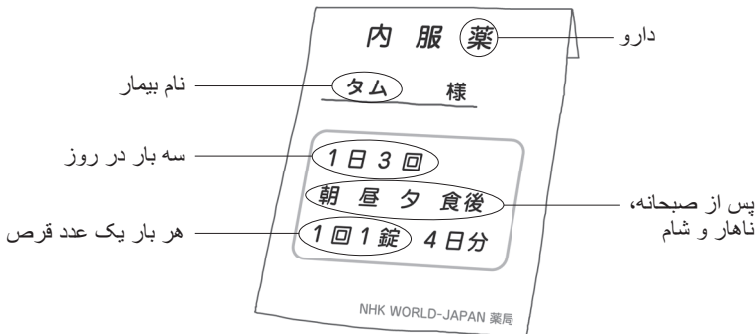 内 服 薬
دارو
タム 様
نام بیمار
1日3回
سه بار در روز
朝 昼 夕 食後
پس از صبحانه،
ناهار و شام
1回1錠 4日分
هر بار یک عدد قرص
NHK WORLD-JAPAN 薬局